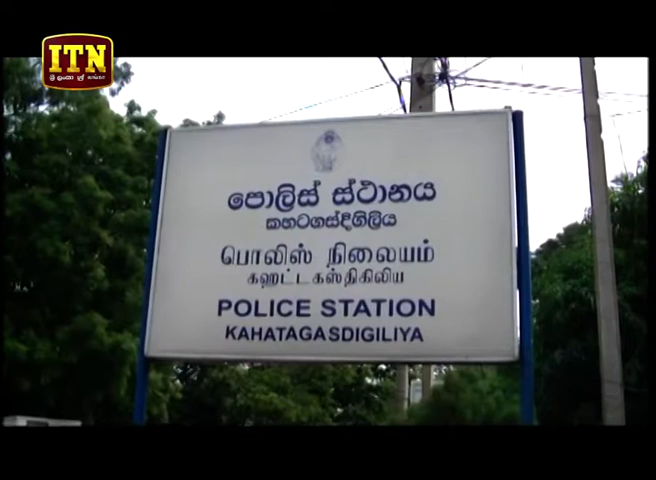 ITN
පොලිස් ස්ථානය
කහටගස්දිගිලිය
பொலிஸ் நிலையம்
கஹட்டகஸ்திகிலிய
POLICE STATION
KAHATAGASDIGILIYA